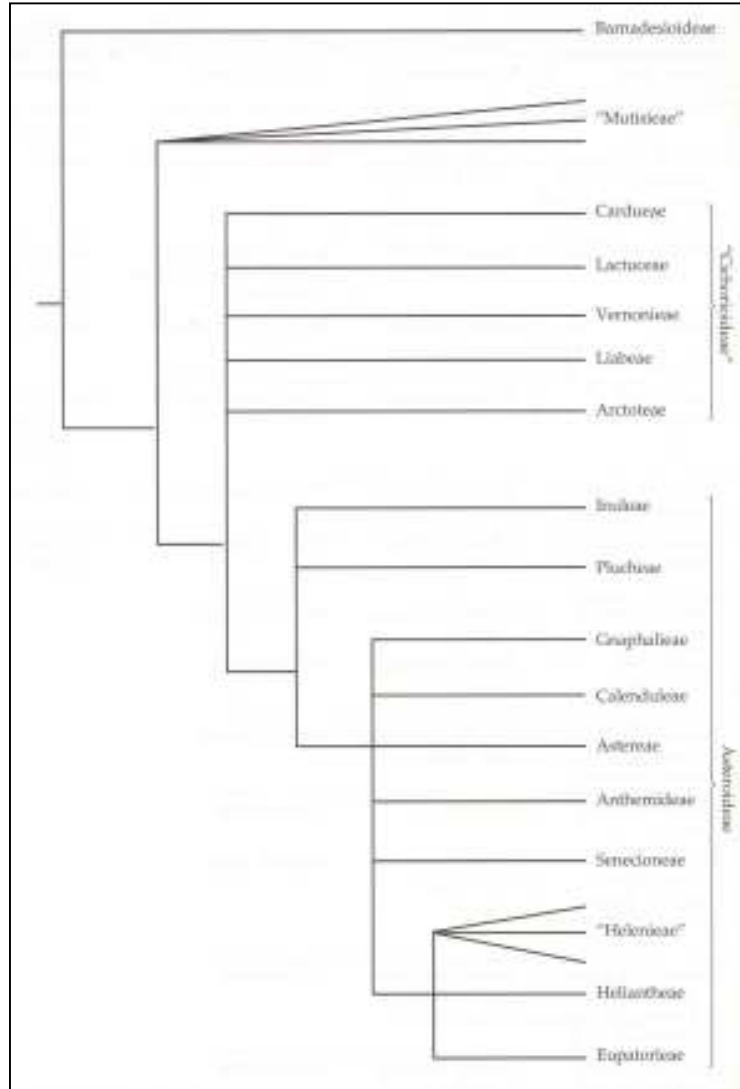 Barnadesioideae
"Mutisieae"
Cardueae
Lactuceae
Vernonieae
Liabeae
Arctoteae
"Cichorioideae"
Inuleae
Plucheae
Gnaphalieae
Calenduleae
Astereae
Anthemideae
Senecioneae
"Helenieae"
Heliantheae
Eupatorieae
Asteroideae